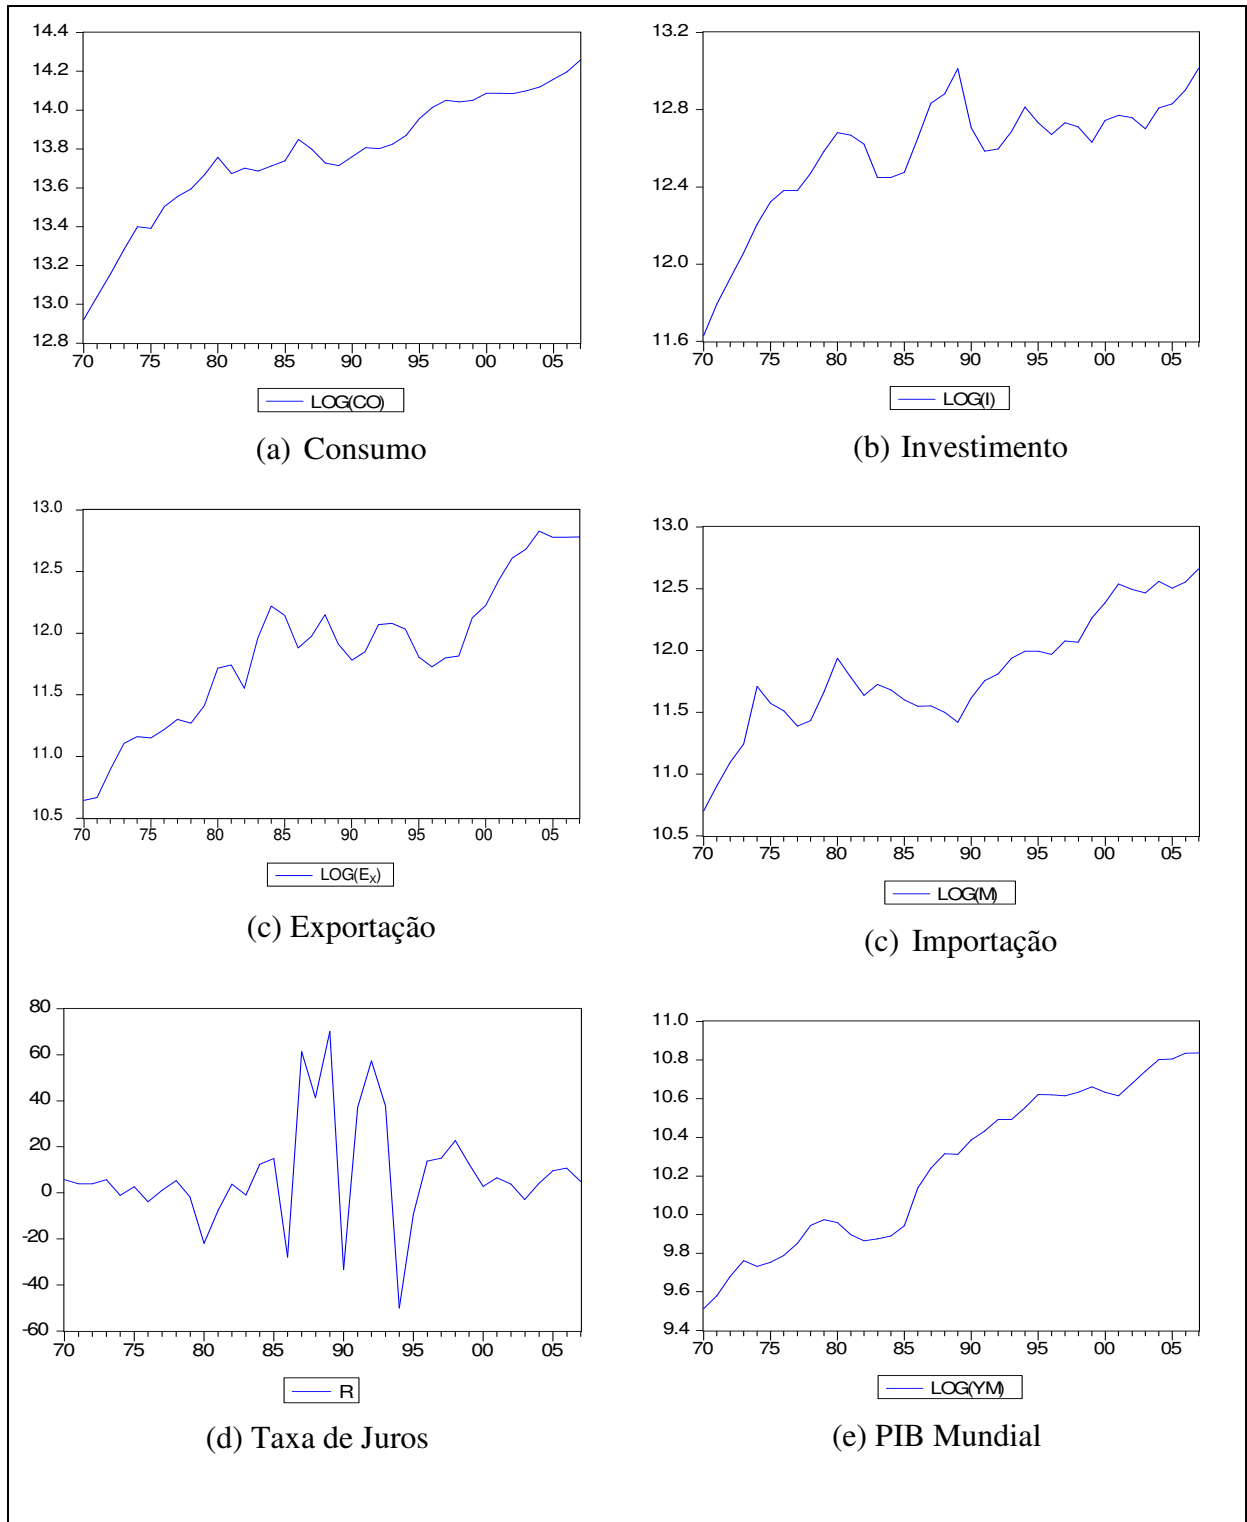 14.4
14.2
14.0
13.8
13.6
13.4
13.2
13.0
12.8
70 75 80 85 90 95 00 05
LOG(CO)
(a) Consumo
13.2
12.8
12.4
12.0
11.6
70 75 80 85 90 95 00 05
LOG(I)
(b) Investimento
13.0
12.5
12.0
11.5
11.0
10.5
70 75 80 85 90 95 00 05
LOG(Ex)
(c) Exportação
13.0
12.5
12.0
11.5
11.0
10.5
70 75 80 85 90 95 00 05
LOG(M)
(c) Importação
80
60
40
20
0
-20
-40
-60
70 75 80 85 90 95 00 05
R
(d) Taxa de Juros
11.0
10.8
10.6
10.4
10.2
10.0
9.8
9.6
9.4
70 75 80 85 90 95 00 05
LOG(YM)
(e) PIB Mundial